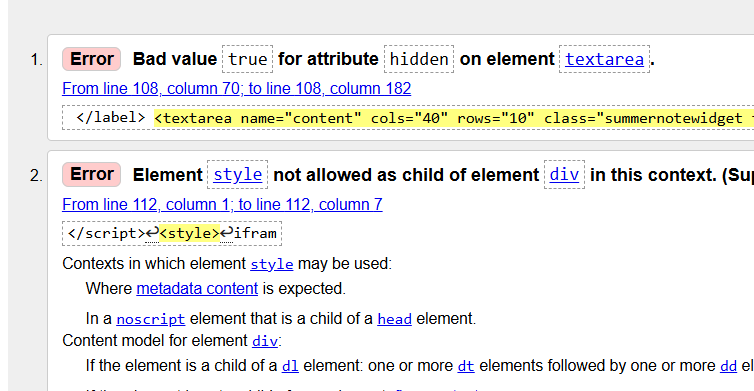 1. Error Bad value true for attribute hidden on element textarea.
From line 108, column 70; to line 108, column 182
</label> <textarea name="content" cols="40" rows="10" class="summernotewidget
2. Error Element style not allowed as child of element div in this context. (Sup
From line 112, column 1; to line 112, column 7
</script>↩<style>↩ifram
Contexts in which element style may be used:
Where metadata content is expected.
In a noscript element that is a child of a head element.
Content model for element div:
If the element is a child of a dl element: one or more dt elements followed by one or more dd el